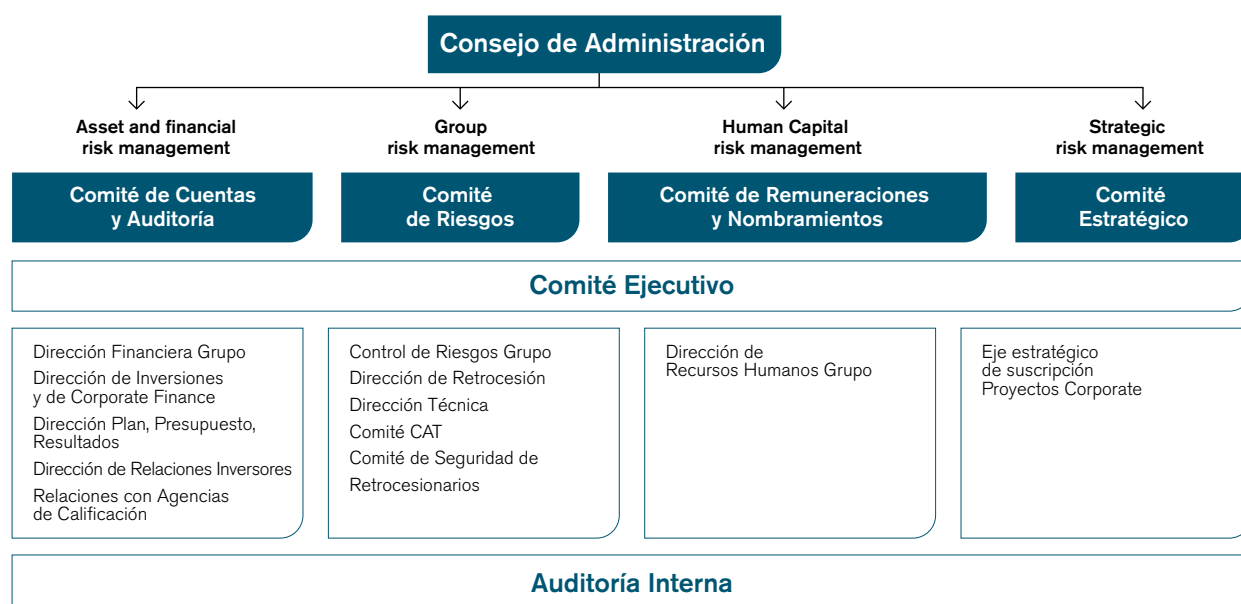 Consejo de Administración
Asset and financial
risk management
Group
risk management
Human Capital
risk management
Strategic
risk management
Comité de Cuentas
y Auditoría
Comité
de Riesgos
Comité de Remuneraciones
y Nombramientos
Comité
Estratégico
Comité Ejecutivo
Dirección Financiera Grupo
Dirección de Inversiones
y de Corporate Finance
Dirección Plan, Presupuesto,
Resultados
Dirección de Relaciones Inversores
Relaciones con Agencias
de Calificación
Control de Riesgos Grupo
Dirección de Retrocesión
Dirección Técnica
Comité CAT
Comité de Seguridad de
Retrocesionarios
Dirección de
Recursos Humanos Grupo
Eje estratégico
de suscripción
Proyectos Corporate
Auditoría Interna